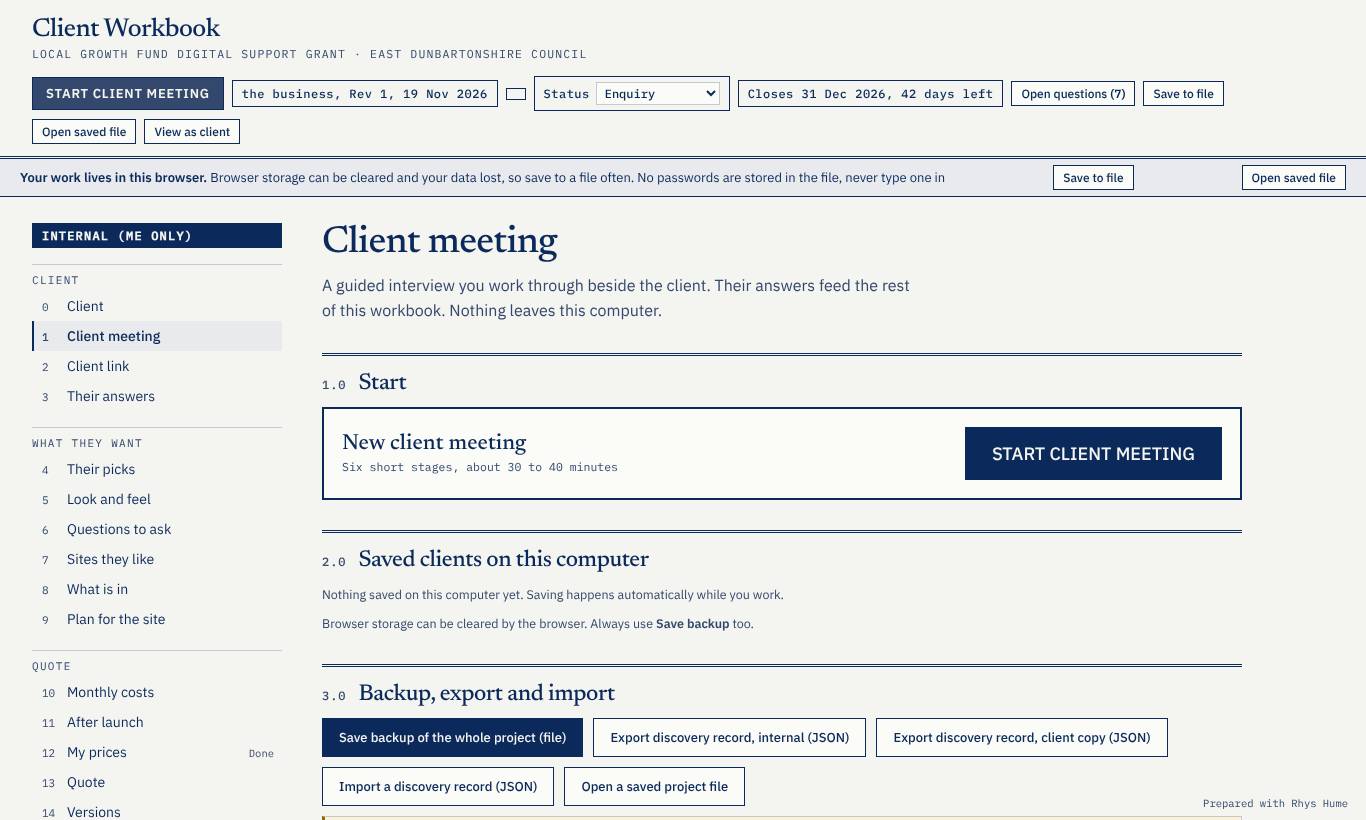 Client Workbook
LOCAL GROWTH FUND DIGITAL SUPPORT GRANT · EAST DUNBARTONSHIRE COUNCIL
START CLIENT MEETING
the business, Rev 1, 19 Nov 2026
Status Enquiry
Closes 31 Dec 2026, 42 days left
Open questions (7)
Save to file
Open saved file
View as client
Your work lives in this browser. Browser storage can be cleared and your data lost, so save to a file often. No passwords are stored in the file, never type one in
Save to file
Open saved file
INTERNAL (ME ONLY)
CLIENT
0 Client
1 Client meeting
2 Client link
3 Their answers
WHAT THEY WANT
4 Their picks
5 Look and feel
6 Questions to ask
7 Sites they like
8 What is in
9 Plan for the site
QUOTE
10 Monthly costs
11 After launch
12 My prices Done
13 Quote
14 Versions
Client meeting
A guided interview you work through beside the client. Their answers feed the rest
of this workbook. Nothing leaves this computer.
1.0 Start
New client meeting
Six short stages, about 30 to 40 minutes
START CLIENT MEETING
2.0 Saved clients on this computer
Nothing saved on this computer yet. Saving happens automatically while you work.
Browser storage can be cleared by the browser. Always use Save backup too.
3.0 Backup, export and import
Save backup of the whole project (file)
Export discovery record, internal (JSON)
Export discovery record, client copy (JSON)
Import a discovery record (JSON)
Open a saved project file
Prepared with Rhys Hume